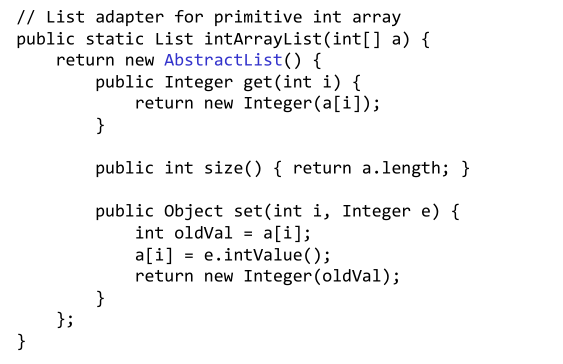 // List adapter for primitive int array
public static List intArrayList(int[] a) {
    return new AbstractList() {
        public Integer get(int i) {
            return new Integer(a[i]);
        }

        public int size() { return a.length; }

        public Object set(int i, Integer e) {
            int oldVal = a[i];
            a[i] = e.intValue();
            return new Integer(oldVal);
        }
    };
}